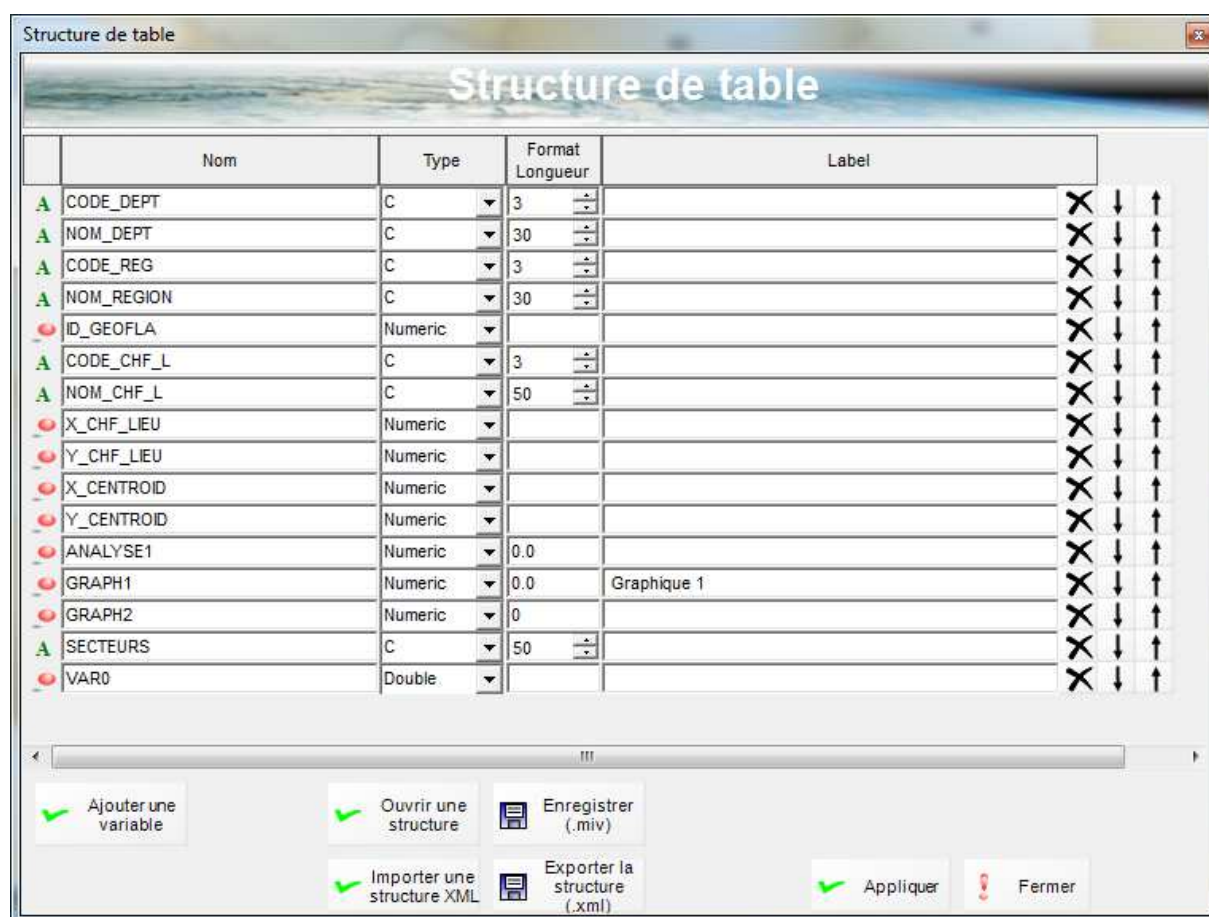 Structure de table
Structure de table
Nom Type Format Longueur Label
A CODE_DEPT C 3
A NOM_DEPT C 30
A CODE_REG C 3
A NOM_REGION C 30
ID_GEOFLA Numeric
A CODE_CHF_L C 3
A NOM_CHF_L C 50
X_CHF_LIEU Numeric
Y_CHF_LIEU Numeric
X_CENTROID Numeric
Y_CENTROID Numeric
ANALYSE1 Numeric 0.0
GRAPH1 Numeric 0.0 Graphique 1
GRAPH2 Numeric 0
A SECTEURS C 50
VAR0 Double
Ajouter une
variable
Ouvrir une
structure
Enregistrer
(.miv)
Importer une
structure XML
Exporter la
structure
(.xml)
Appliquer
Fermer